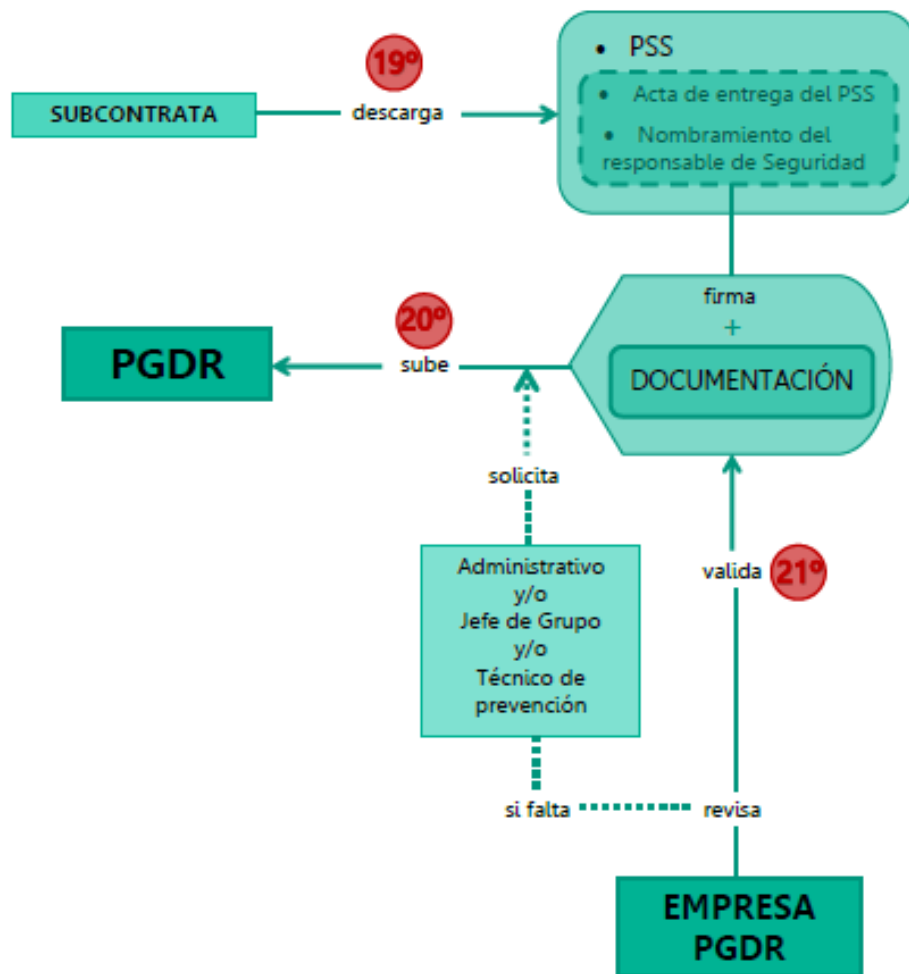 19º
SUBCONTRATA
descarga
• PSS
• Acta de entrega del PSS
• Nombramiento del
responsable de Seguridad
firma
+
DOCUMENTACIÓN
20º
sube
PGDR
solicita
Administrativo
y/o
Jefe de Grupo
y/o
Técnico de
prevención
valida
21º
si falta
revisa
EMPRESA
PGDR